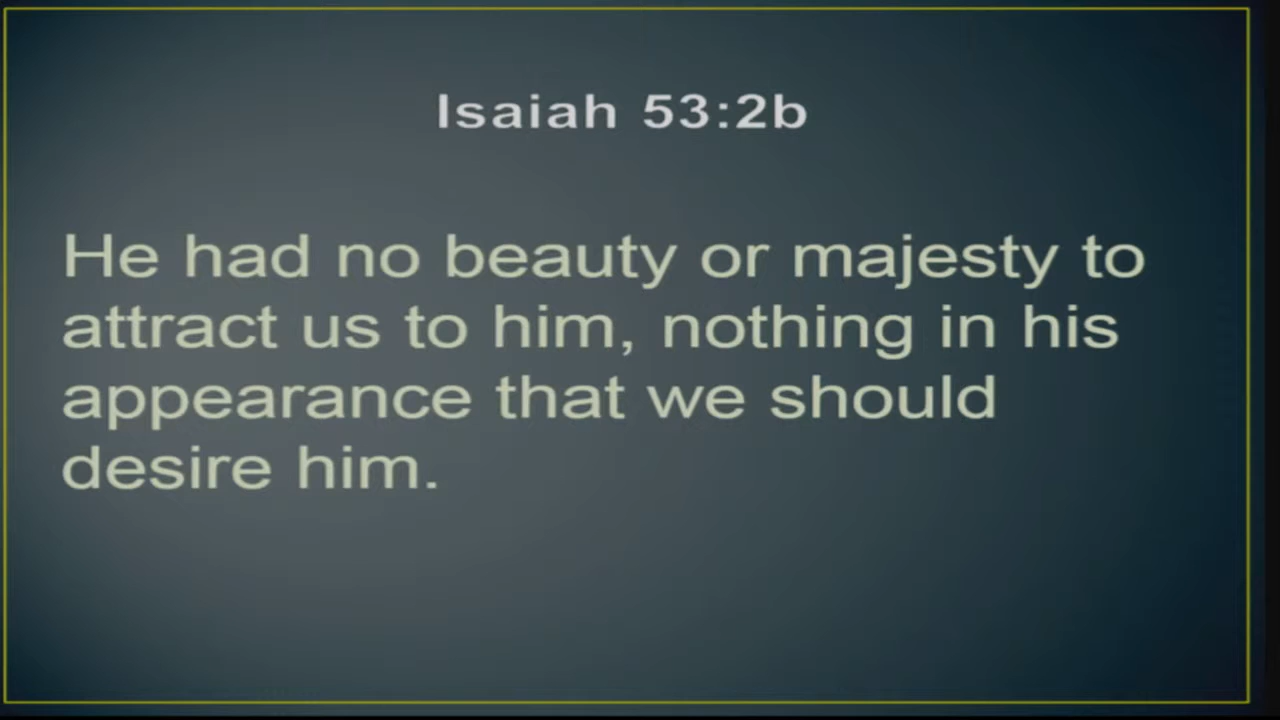 Isaiah 53:2b
He had no beauty or majesty to
attract us to him, nothing in his
appearance that we should
desire him.